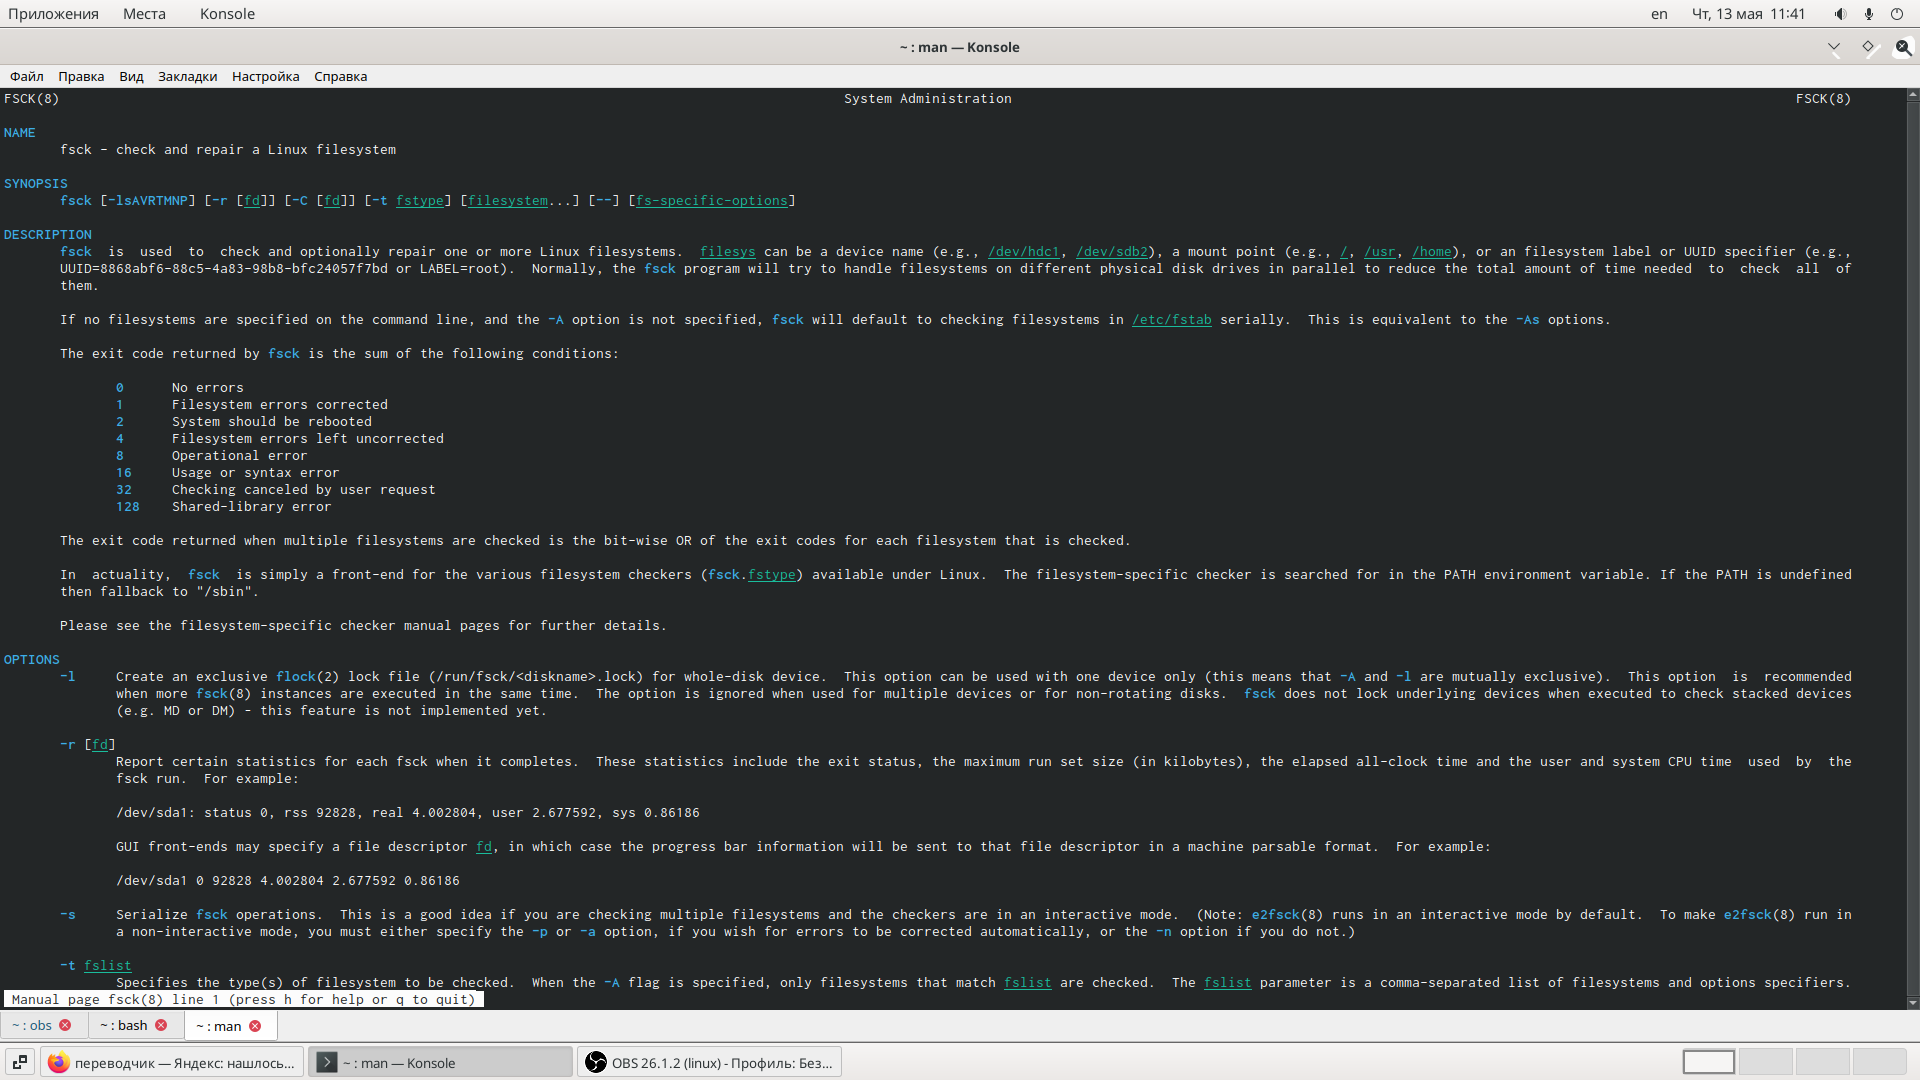 Приложения Места Konsole en Чт, 13 мая 11:41
~ : man — Konsole
Файл Правка Вид Закладки Настройка Справка
FSCK(8) System Administration FSCK(8)
NAME
fsck - check and repair a Linux filesystem
SYNOPSIS
fsck [-lsAVRTMNP] [-r [fd]] [-C [fd]] [-t fstype] [filesystem...] [--] [fs-specific-options]
DESCRIPTION
fsck is used to check and optionally repair one or more Linux filesystems. filesys can be a device name (e.g., /dev/hdc1, /dev/sdb2), a mount point (e.g., /, /usr, /home), or an filesystem label or UUID specifier (e.g.,
UUID=8868abf6-88c5-4a83-98b8-bfc24057f7bd or LABEL=root). Normally, the fsck program will try to handle filesystems on different physical disk drives in parallel to reduce the total amount of time needed to check all of
them.
If no filesystems are specified on the command line, and the -A option is not specified, fsck will default to checking filesystems in /etc/fstab serially. This is equivalent to the -As options.
The exit code returned by fsck is the sum of the following conditions:
0 No errors
1 Filesystem errors corrected
2 System should be rebooted
4 Filesystem errors left uncorrected
8 Operational error
16 Usage or syntax error
32 Checking canceled by user request
128 Shared-library error
The exit code returned when multiple filesystems are checked is the bit-wise OR of the exit codes for each filesystem that is checked.
In actuality, fsck is simply a front-end for the various filesystem checkers (fsck.fstype) available under Linux. The filesystem-specific checker is searched for in the PATH environment variable. If the PATH is undefined
then fallback to "/sbin".
Please see the filesystem-specific checker manual pages for further details.
OPTIONS
-l Create an exclusive flock(2) lock file (/run/fsck/<diskname>.lock) for whole-disk device. This option can be used with one device only (this means that -A and -l are mutually exclusive). This option is recommended
when more fsck(8) instances are executed in the same time. The option is ignored when used for multiple devices or for non-rotating disks. fsck does not lock underlying devices when executed to check stacked devices
(e.g. MD or DM) - this feature is not implemented yet.
-r [fd]
Report certain statistics for each fsck when it completes. These statistics include the exit status, the maximum run set size (in kilobytes), the elapsed all-clock time and the user and system CPU time used by the
fsck run. For example:
/dev/sda1: status 0, rss 92828, real 4.002804, user 2.677592, sys 0.86186
GUI front-ends may specify a file descriptor fd, in which case the progress bar information will be sent to that file descriptor in a machine parsable format. For example:
/dev/sda1 0 92828 4.002804 2.677592 0.86186
-s Serialize fsck operations. This is a good idea if you are checking multiple filesystems and the checkers are in an interactive mode. (Note: e2fsck(8) runs in an interactive mode by default. To make e2fsck(8) run in
a non-interactive mode, you must either specify the -p or -a option, if you wish for errors to be corrected automatically, or the -n option if you do not.)
-t fslist
Specifies the type(s) of filesystem to be checked. When the -A flag is specified, only filesystems that match fslist are checked. The fslist parameter is a comma-separated list of filesystems and options specifiers.
Manual page fsck(8) line 1 (press h for help or q to quit)
~ : obs ~ : bash ~ : man
переводчик — Яндекс: нашлось... ~ : man — Konsole OBS 26.1.2 (linux) - Профиль: Без...